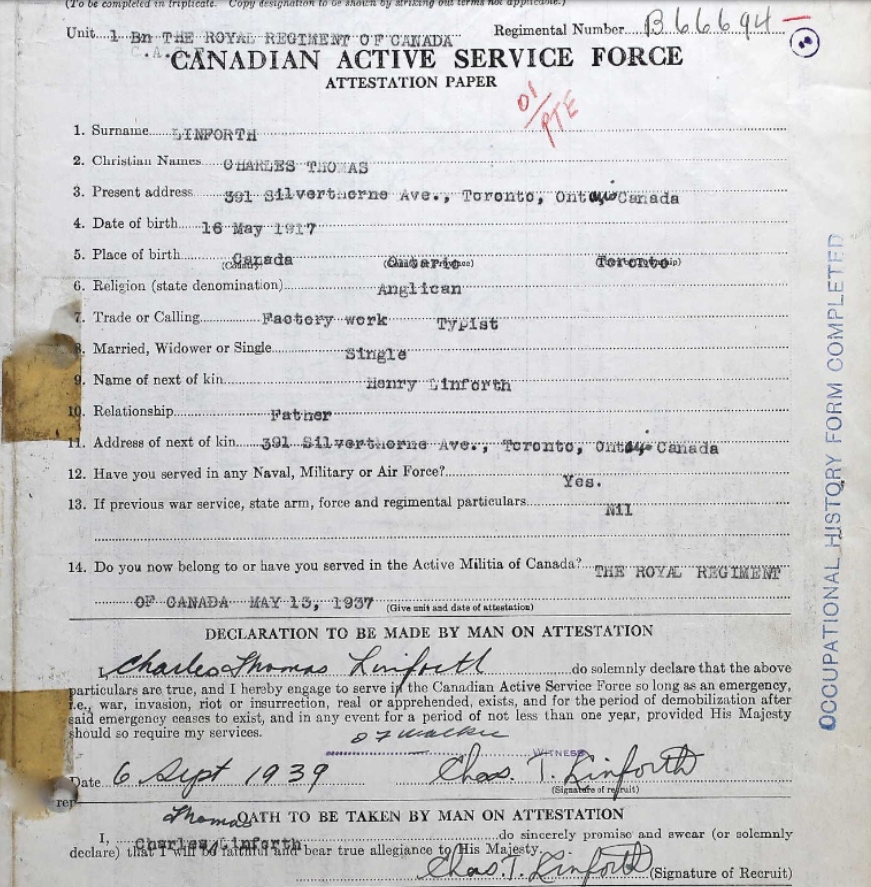 (To be completed in triplicate. Copy designation to be shown by striking out terms not applicable.)
Unit 1 Bn THE ROYAL REGIMENT OF CANADA Regimental Number B66694
C.A.S.F.
CANADIAN ACTIVE SERVICE FORCE
ATTESTATION PAPER
01/PTE
1. Surname LINFORTH
2. Christian Names CHARLES THOMAS
3. Present address 391 Silverthorne Ave., Toronto, Ontario Canada
4. Date of birth 16 May 1917
5. Place of birth Canada Ontario Toronto
6. Religion (state denomination) Anglican
7. Trade or Calling Factory work Typist
8. Married, Widower or Single Single
9. Name of next of kin Henry Linforth
10. Relationship Father
11. Address of next of kin 391 Silverthorne Ave., Toronto, Ont Canada
12. Have you served in any Naval, Military or Air Force? Yes.
13. If previous war service, state arm, force and regimental particulars Nil
14. Do you now belong to or have you served in the Active Militia of Canada? THE ROYAL REGIMENT
OF CANADA MAY 13, 1937 (Give unit and date of attestation)
DECLARATION TO BE MADE BY MAN ON ATTESTATION
I, Charles Thomas Linforth do solemnly declare that the above
particulars are true, and I hereby engage to serve in the Canadian Active Service Force so long as an emergency,
i.e., war, invasion, riot or insurrection, real or apprehended, exists, and for the period of demobilization after
said emergency ceases to exist, and in any event for a period of not less than one year, provided His Majesty
should so require my services.
Walker WITNESS
Date 6 Sept 1939 Chas. T. Linforth
(Signature of recruit)
rep
OATH TO BE TAKEN BY MAN ON ATTESTATION
Thomas
I, Charles/Linforth do sincerely promise and swear (or solemnly
declare) that I will be faithful and bear true allegiance to His Majesty.
Chas. T. Linforth (Signature of Recruit)
OCCUPATIONAL HISTORY FORM COMPLETED